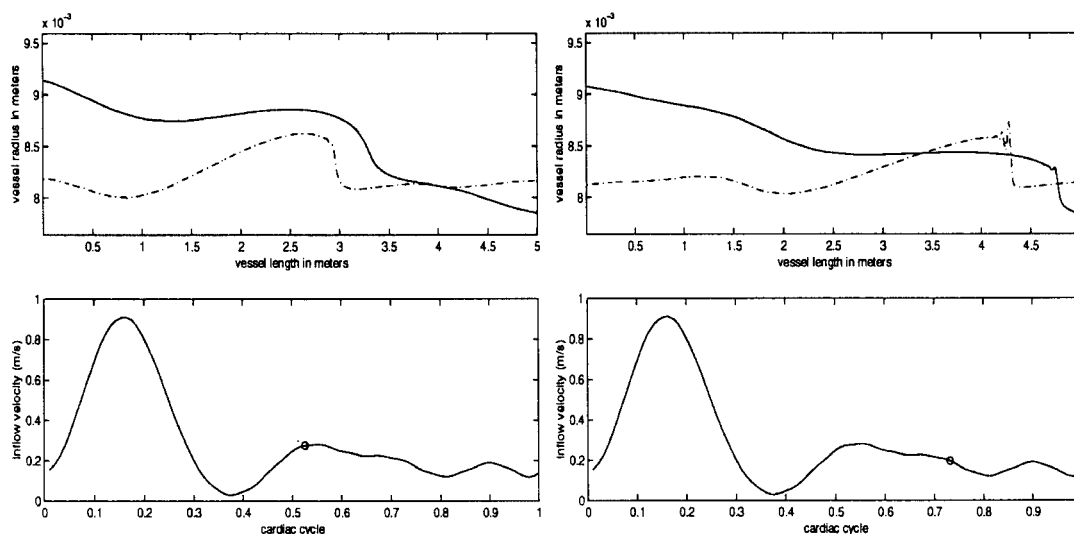 x 10⁻³
9.5
9
8.5
8
vessel radius in meters
0.5 1 1.5 2 2.5 3 3.5 4 4.5 5
vessel length in meters
x 10⁻³
9.5
9
8.5
8
vessel radius in meters
0.5 1 1.5 2 2.5 3 3.5 4 4.5
vessel length in meters
1
0.8
0.6
0.4
0.2
0
Inflow velocity (m/s)
0 0.1 0.2 0.3 0.4 0.5 0.6 0.7 0.8 0.9 1
cardiac cycle
1
0.8
0.6
0.4
0.2
0
Inflow velocity (m/s)
0 0.1 0.2 0.3 0.4 0.5 0.6 0.7 0.8 0.9
cardiac cycle